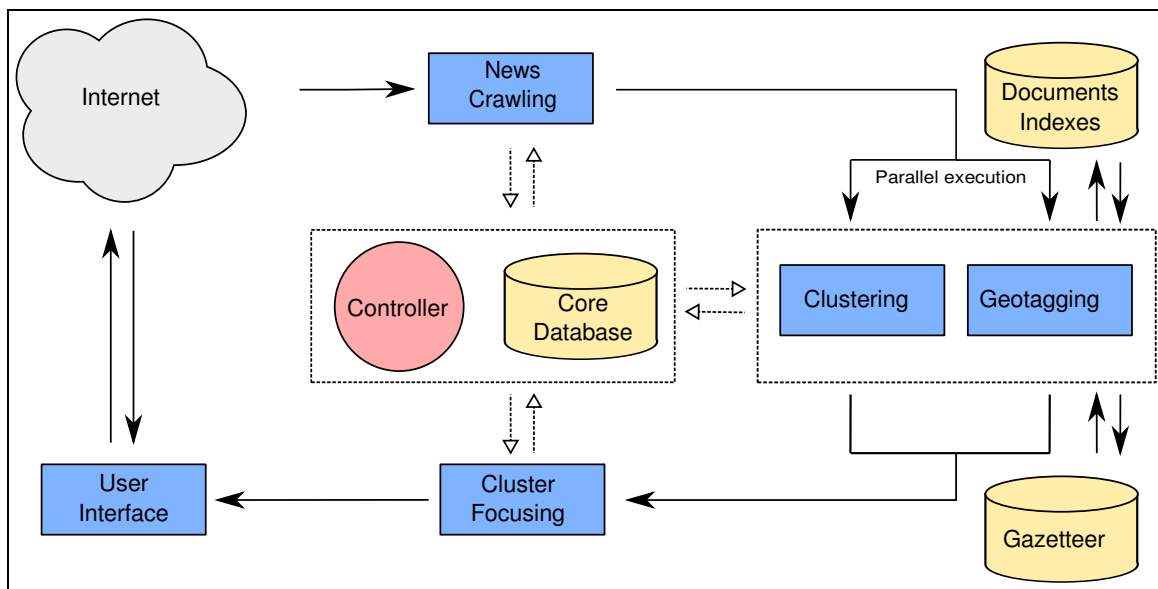 Internet
News
Crawling
Documents
Indexes
Parallel execution
Controller
Core
Database
Clustering
Geotagging
User
Interface
Cluster
Focusing
Gazetteer